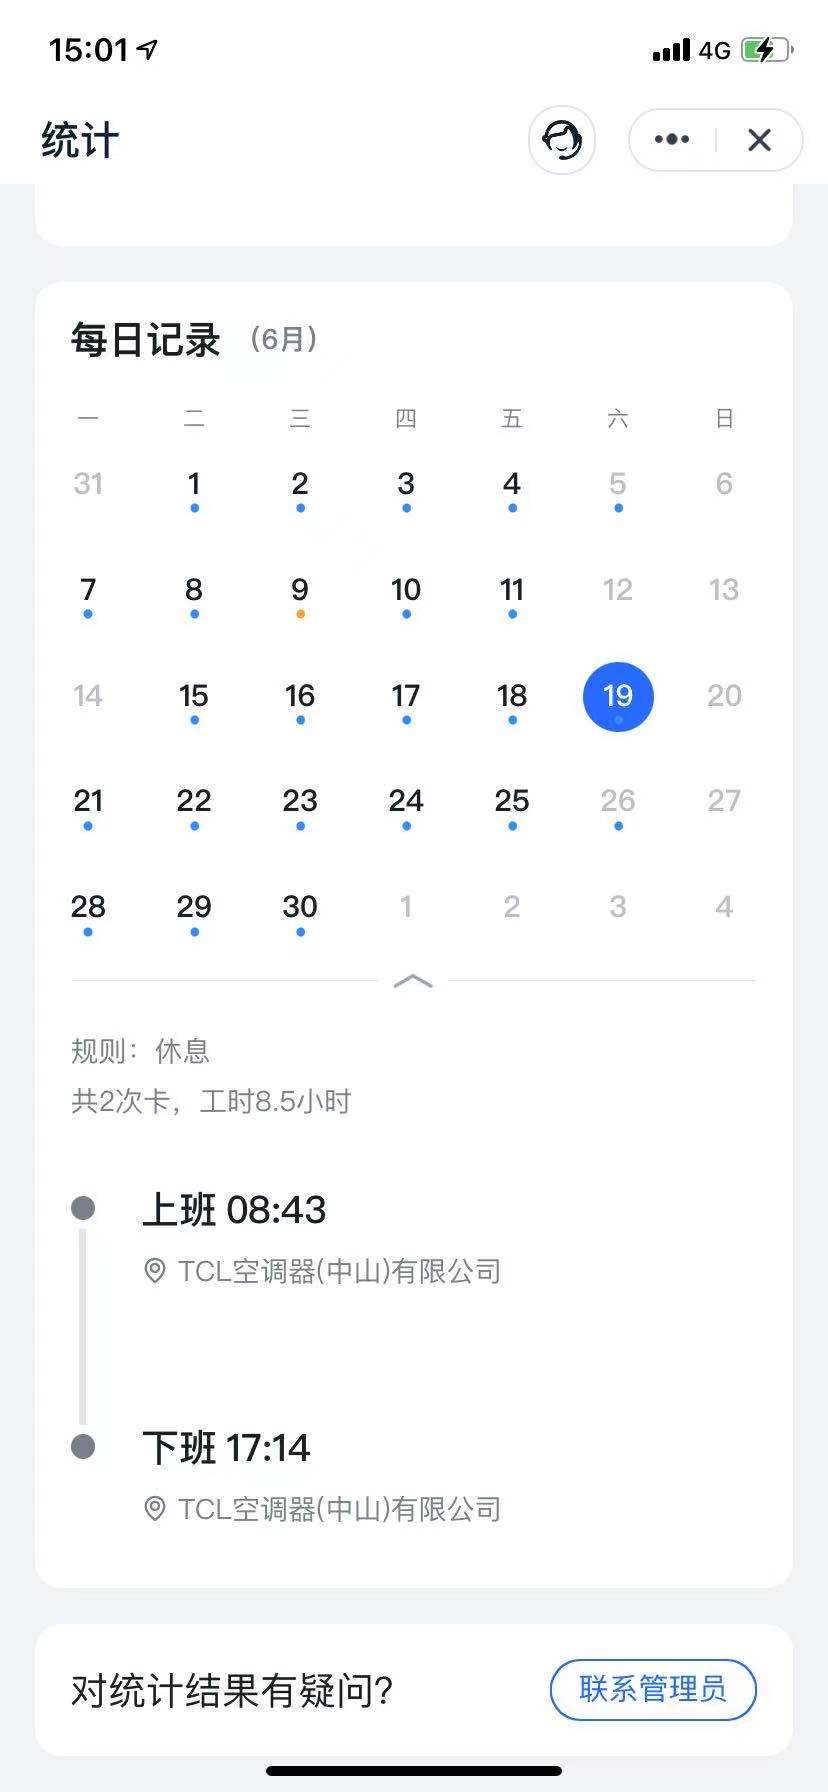 15:01 4G
统计
每日记录 (6月)
一 二 三 四 五 六 日
31 1 2 3 4 5 6
7 8 9 10 11 12 13
14 15 16 17 18 19 20
21 22 23 24 25 26 27
28 29 30 1 2 3 4
规则：休息
共2次卡，工时8.5小时
上班 08:43
TCL空调器(中山)有限公司
下班 17:14
TCL空调器(中山)有限公司
对统计结果有疑问? 联系管理员